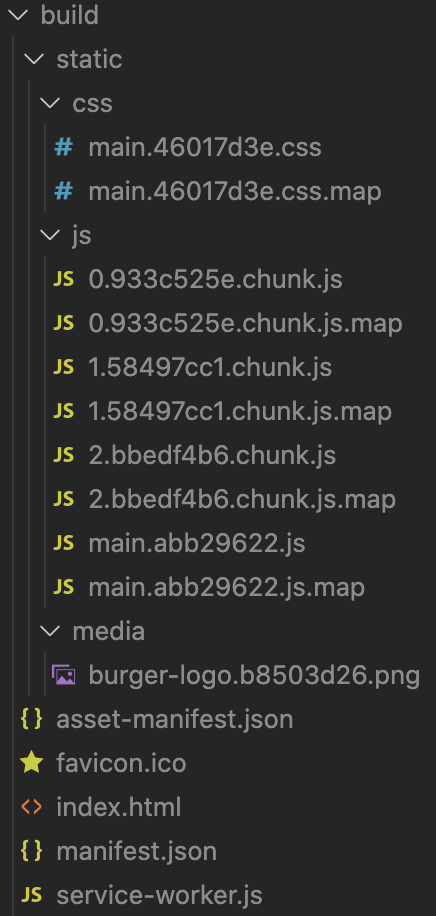 build
static
css
# main.46017d3e.css
# main.46017d3e.css.map
js
JS 0.933c525e.chunk.js
JS 0.933c525e.chunk.js.map
JS 1.58497cc1.chunk.js
JS 1.58497cc1.chunk.js.map
JS 2.bbedf4b6.chunk.js
JS 2.bbedf4b6.chunk.js.map
JS main.abb29622.js
JS main.abb29622.js.map
media
burger-logo.b8503d26.png
{} asset-manifest.json
favicon.ico
<> index.html
{} manifest.json
JS service-worker.js